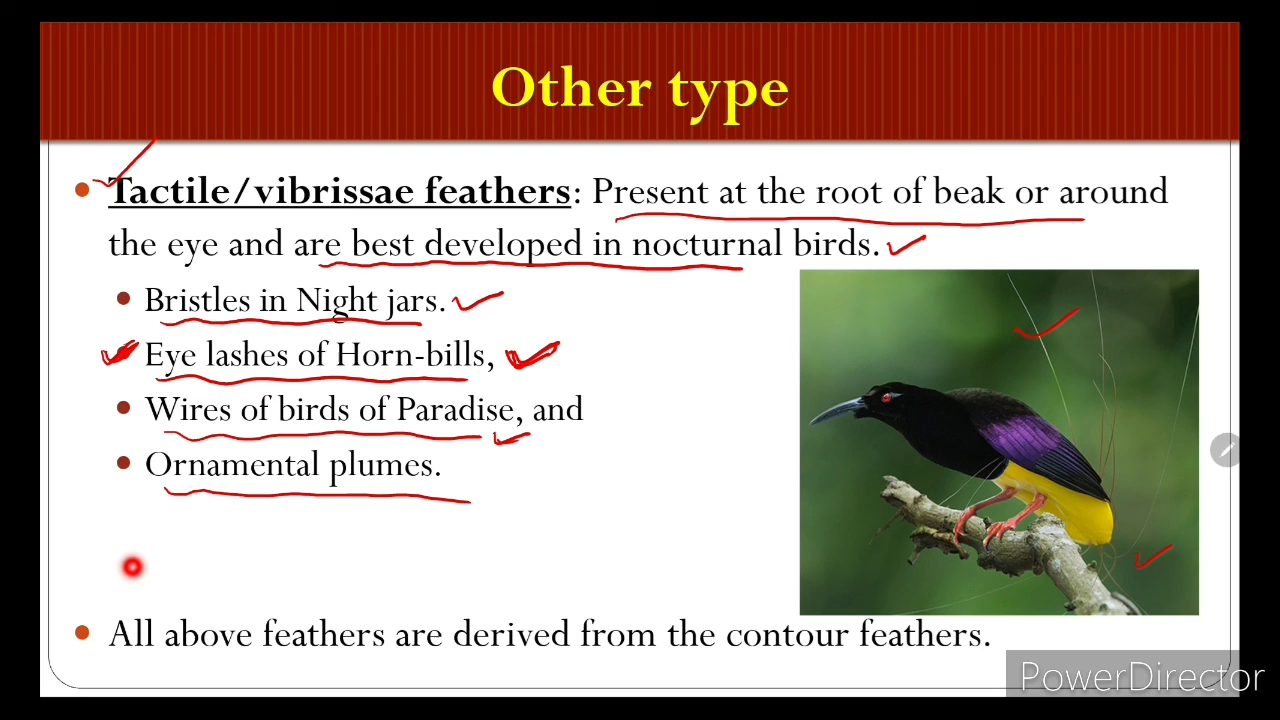 Other type
Tactile/vibrissae feathers: Present at the root of beak or around
the eye and are best developed in nocturnal birds.
Bristles in Night jars.
Eye lashes of Horn-bills,
Wires of birds of Paradise, and
Ornamental plumes.
All above feathers are derived from the contour feathers.
PowerDirector